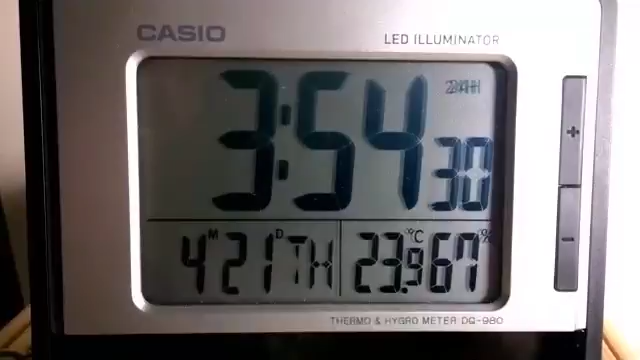 CASIO
LED ILLUMINATOR
24H
3:54 30
4 M 21 D TH 23.9 °C 67 %
THERMO & HYGRO METER DQ-980
+
-